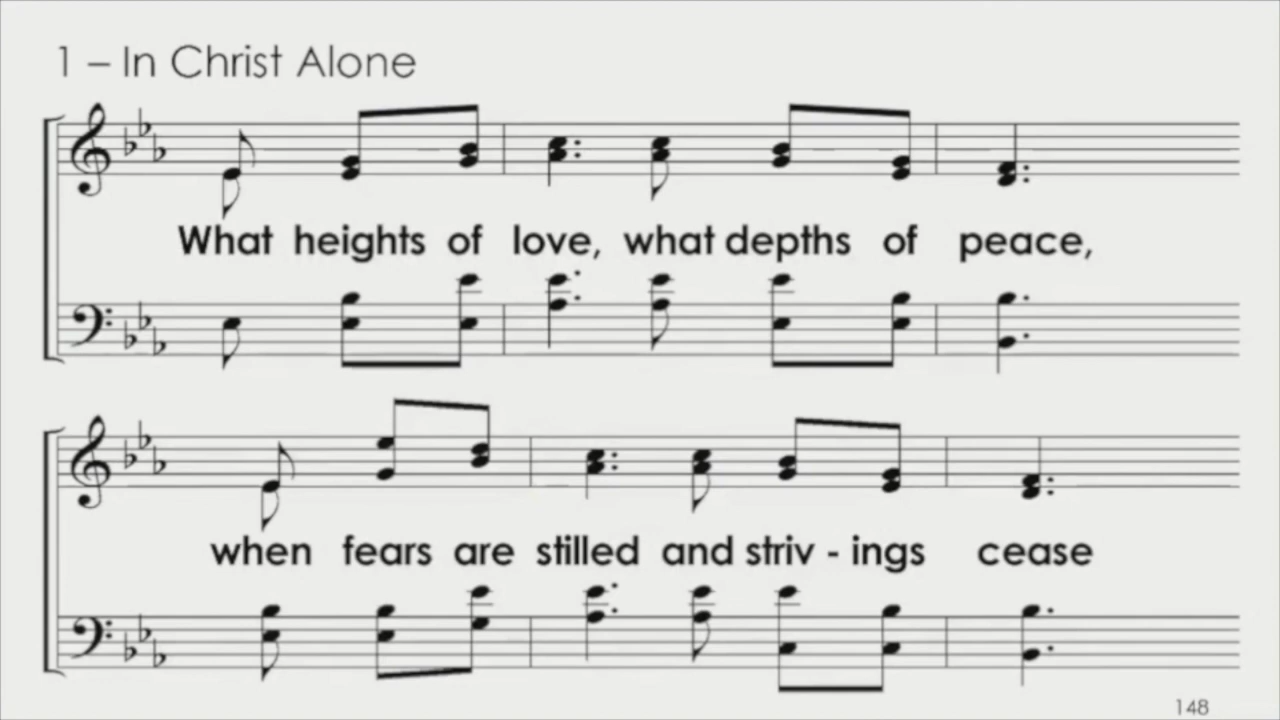 1 – In Christ Alone
What heights of love, what depths of peace,
when fears are stilled and striv - ings cease
148